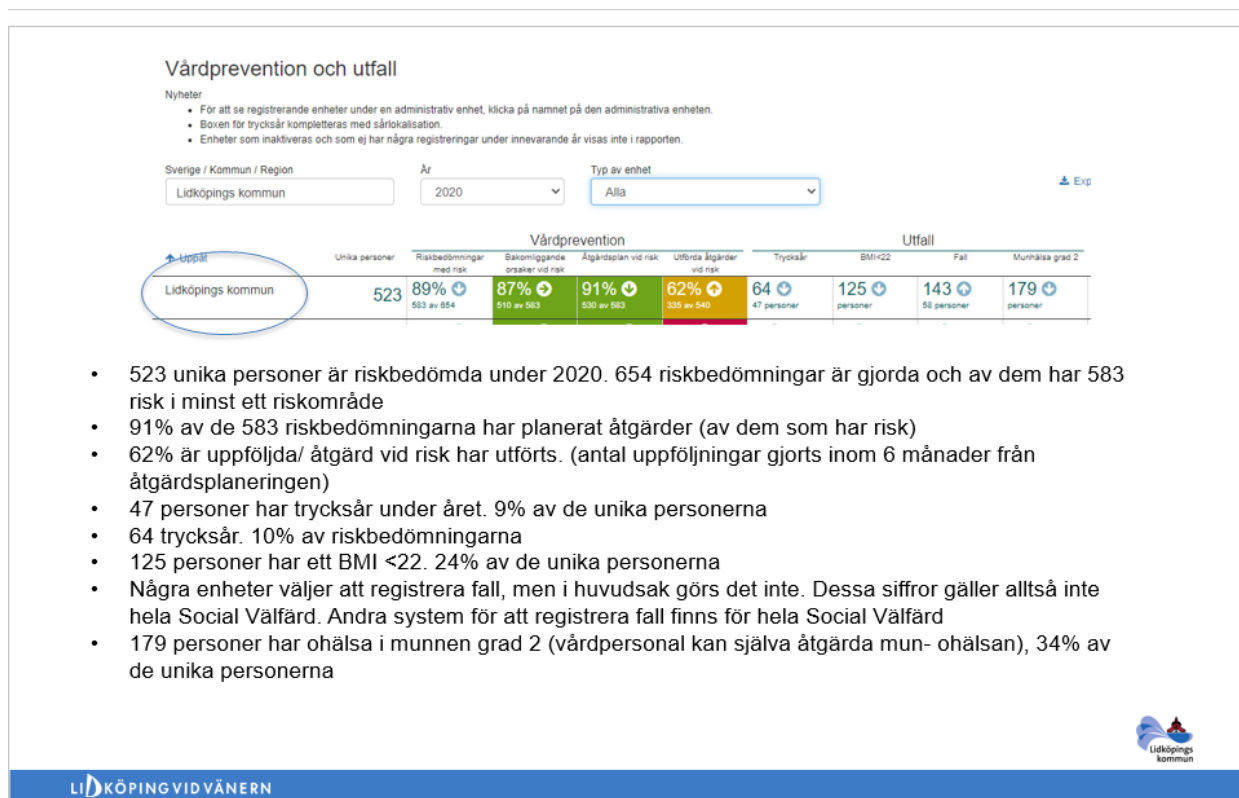 Vårdprevention och utfall
Nyheter
• För att se registrerande enheter under en administrativ enhet, klicka på namnet på den administrativa enheten.
• Boxen för trycksår kompletteras med sårlokalisation.
• Enheter som inaktiveras och som ej har några registreringar under innevarande år visas inte i rapporten.
Sverige / Kommun / Region År Typ av enhet
Lidköpings kommun 2020 Alla Exp
Vårdprevention Utfall
Uppåt Unika personer Riskbedömningar med risk Bakomliggande orsaker vid risk Åtgärdsplan vid risk Utförda åtgärder vid risk Trycksår BMI<22 Fall Munhälsa grad 2
Lidköpings kommun 523 89% 87% 91% 62% 64 125 143 179
583 av 654 510 av 583 530 av 583 335 av 540 47 personer personer 58 personer personer
• 523 unika personer är riskbedömda under 2020. 654 riskbedömningar är gjorda och av dem har 583
risk i minst ett riskområde
• 91% av de 583 riskbedömningarna har planerat åtgärder (av dem som har risk)
• 62% är uppföljda/ åtgärd vid risk har utförts. (antal uppföljningar gjorts inom 6 månader från
åtgärdsplaneringen)
• 47 personer har trycksår under året. 9% av de unika personerna
• 64 trycksår. 10% av riskbedömningarna
• 125 personer har ett BMI <22. 24% av de unika personerna
• Några enheter väljer att registrera fall, men i huvudsak görs det inte. Dessa siffror gäller alltså inte
hela Social Välfärd. Andra system för att registrera fall finns för hela Social Välfärd
• 179 personer har ohälsa i munnen grad 2 (vårdpersonal kan själva åtgärda mun- ohälsan), 34% av
de unika personerna
Lidköpings
kommun
LIDKÖPING VID VÄNERN